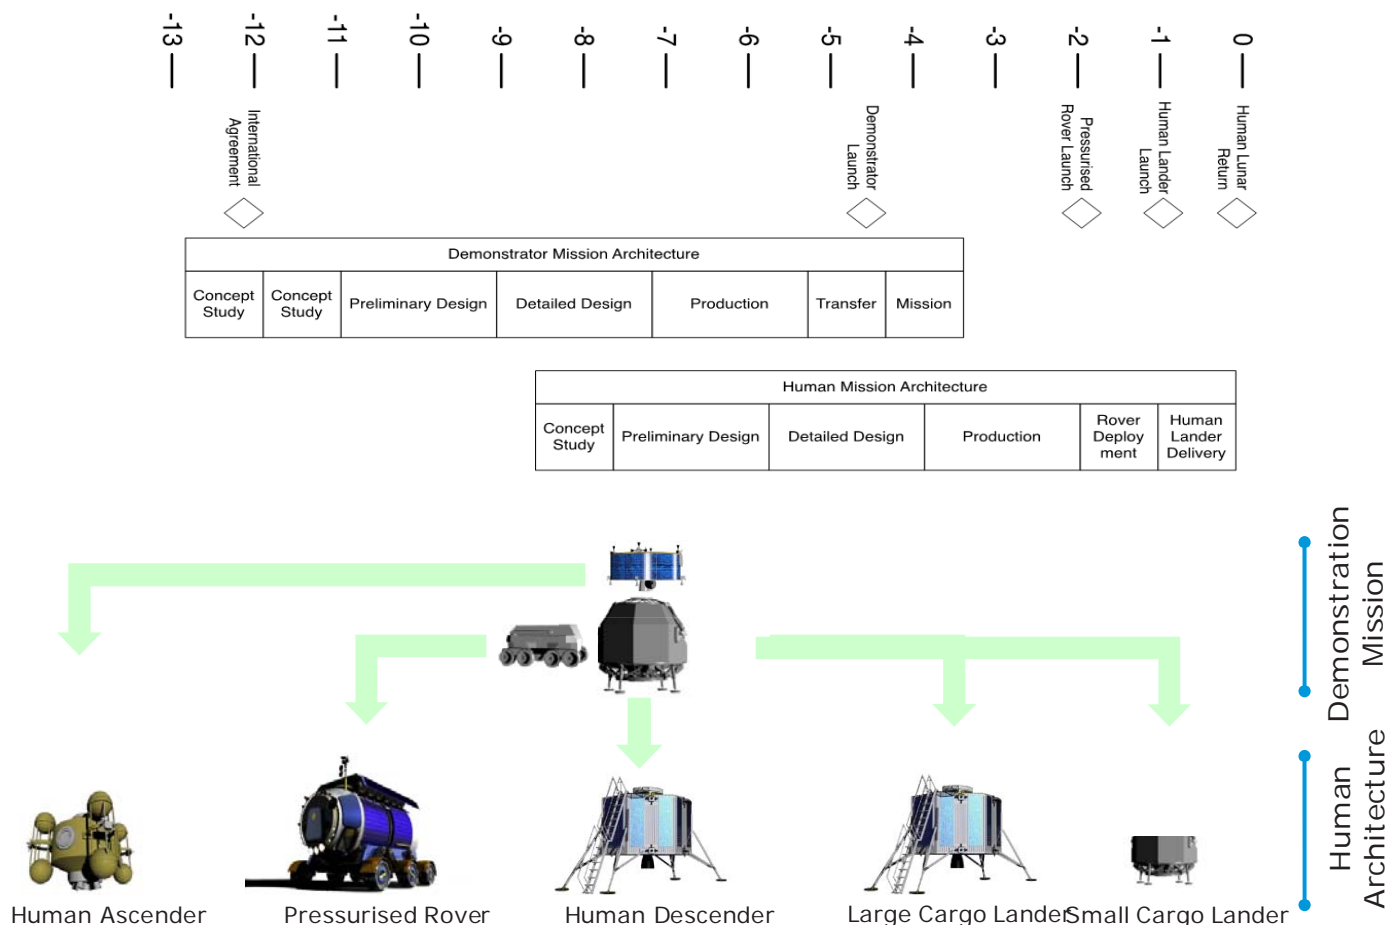 -13
-12
-11
-10
-9
-8
-7
-6
-5
-4
-3
-2
-1
0
International
Agreement
Demonstrator
Launch
Pressurised
Rover Launch
Human Lander
Launch
Human Lunar
Return
Demonstrator Mission Architecture
Concept
Study
Concept
Study
Preliminary Design
Detailed Design
Production
Transfer
Mission
Human Mission Architecture
Concept
Study
Preliminary Design
Detailed Design
Production
Rover
Deploy
ment
Human
Lander
Delivery
Demonstration
Mission
Human
Architecture
Human Ascender
Pressurised Rover
Human Descender
Large Cargo Lander
Small Cargo Lander